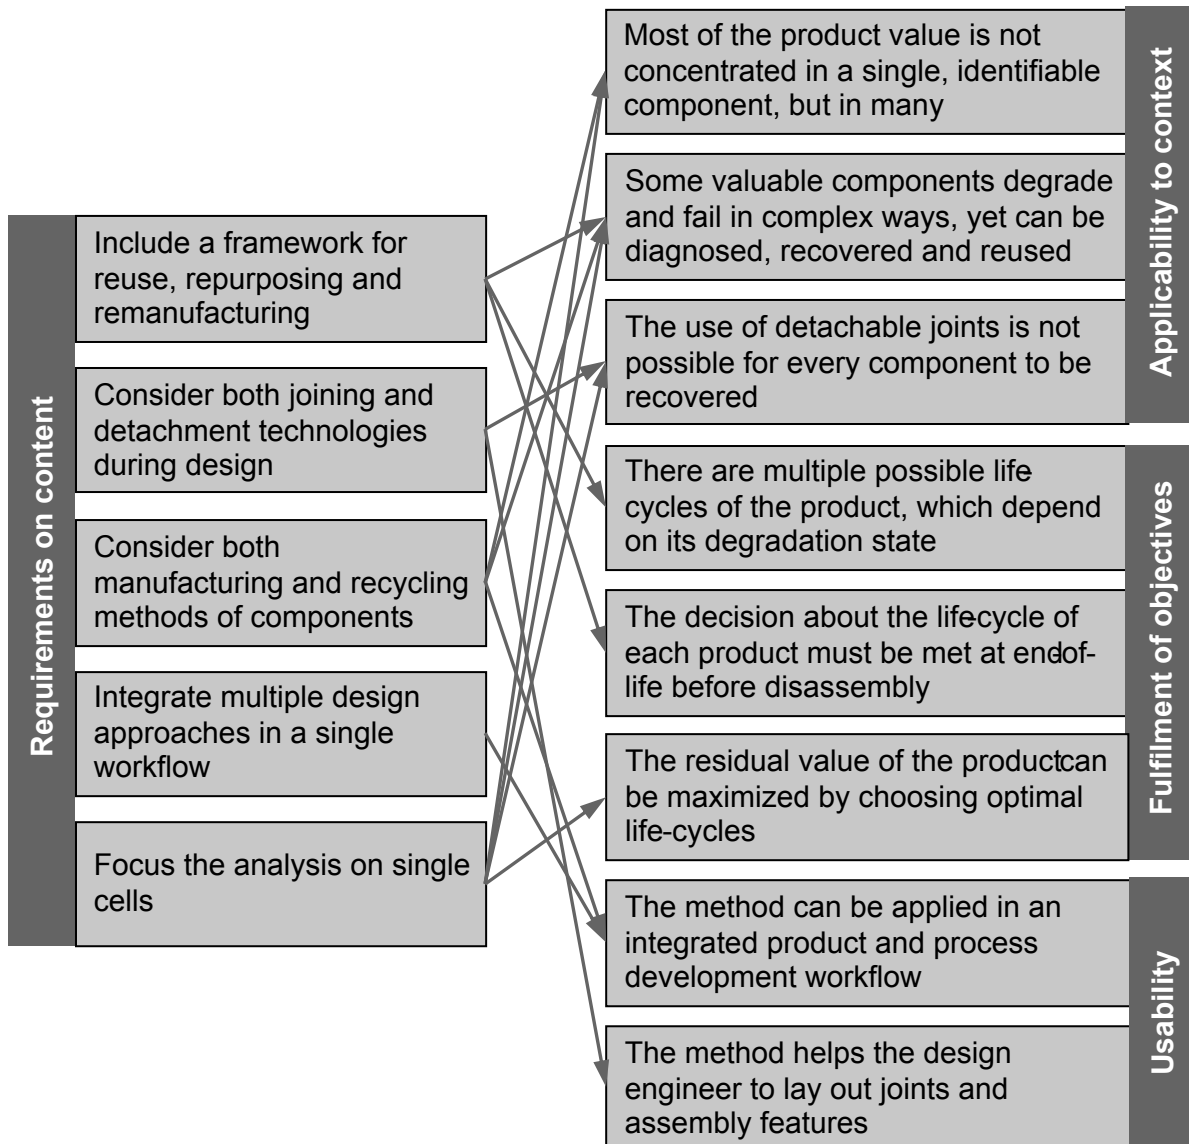 Requirements on content
Include a framework for
reuse, repurposing and
remanufacturing
Consider both joining and
detachment technologies
during design
Consider both
manufacturing and recycling
methods of components
Integrate multiple design
approaches in a single
workflow
Focus the analysis on single
cells
Most of the product value is not
concentrated in a single, identifiable
component, but in many
Some valuable components degrade
and fail in complex ways, yet can be
diagnosed, recovered and reused
The use of detachable joints is not
possible for every component to be
recovered
Applicability to context
There are multiple possible life-
cycles of the product, which depend
on its degradation state
The decision about the life-cycle of
each product must be met at end-of-
life before disassembly
The residual value of the product can
be maximized by choosing optimal
life-cycles
Fulfilment of objectives
The method can be applied in an
integrated product and process
development workflow
The method helps the design
engineer to lay out joints and
assembly features
Usability